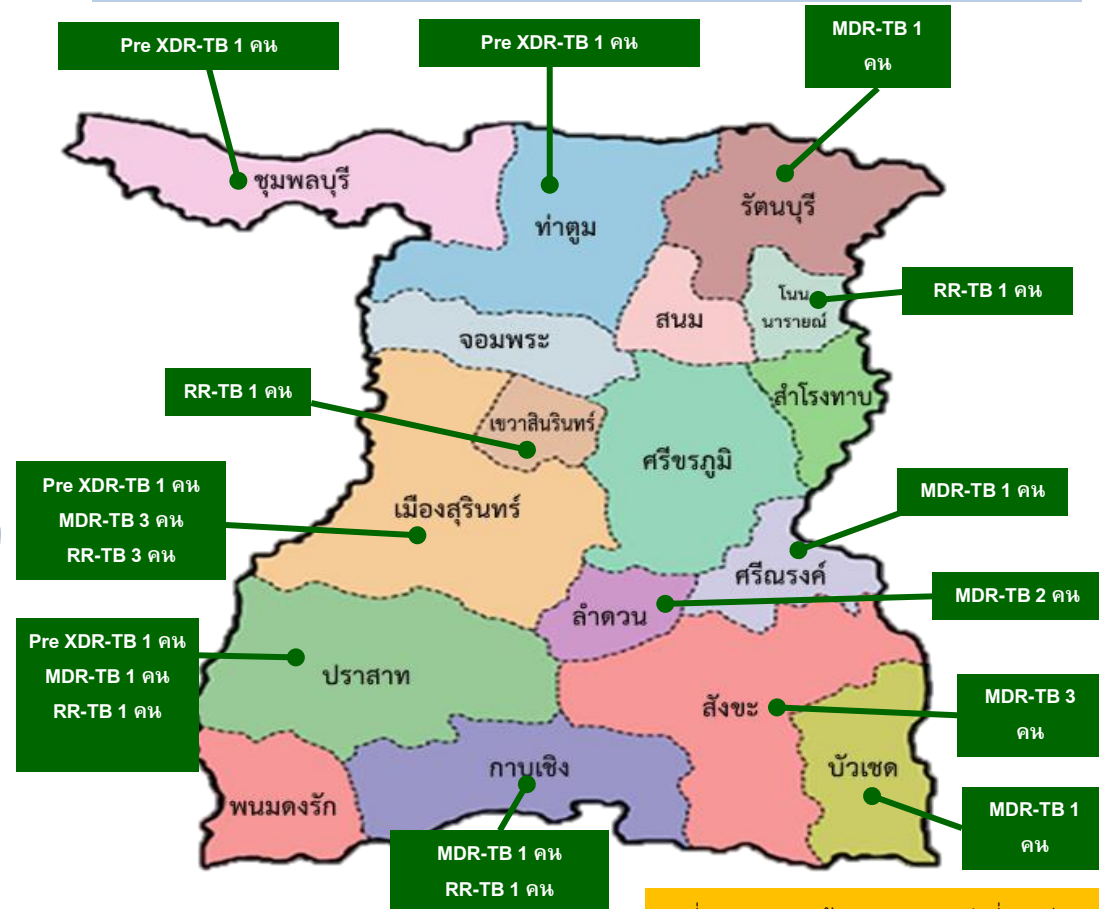 Pre XDR-TB 1 คน
Pre XDR-TB 1 คน
MDR-TB 1
คน
ชุมพลบุรี
ท่าตูม
รัตนบุรี
RR-TB 1 คน
โนน
นารายณ์
สนม
จอมพระ
RR-TB 1 คน
เขวาสินรินทร์
สำโรงทาบ
ศรีขรภูมิ
Pre XDR-TB 1 คน
MDR-TB 3 คน
RR-TB 3 คน
เมืองสุรินทร์
MDR-TB 1 คน
ศรีณรงค์
MDR-TB 2 คน
ลำดวน
Pre XDR-TB 1 คน
MDR-TB 1 คน
RR-TB 1 คน
ปราสาท
สังขะ
MDR-TB 3
คน
บัวเชด
กาบเชิง
พนมดงรัก
MDR-TB 1
คน
MDR-TB 1 คน
RR-TB 1 คน